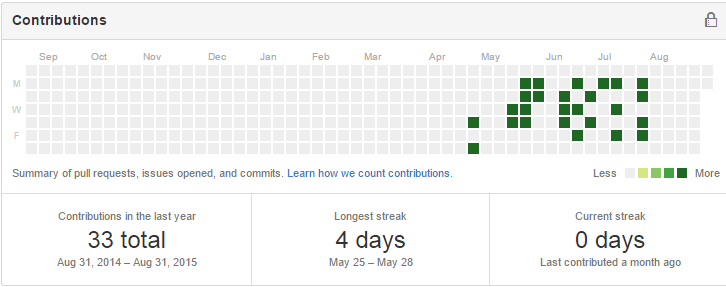 Contributions
Sep Oct Nov Dec Jan Feb Mar Apr May Jun Jul Aug
M
W
F
Summary of pull requests, issues opened, and commits. Learn how we count contributions.
Less More
Contributions in the last year
33 total
Aug 31, 2014 – Aug 31, 2015
Longest streak
4 days
May 25 – May 28
Current streak
0 days
Last contributed a month ago